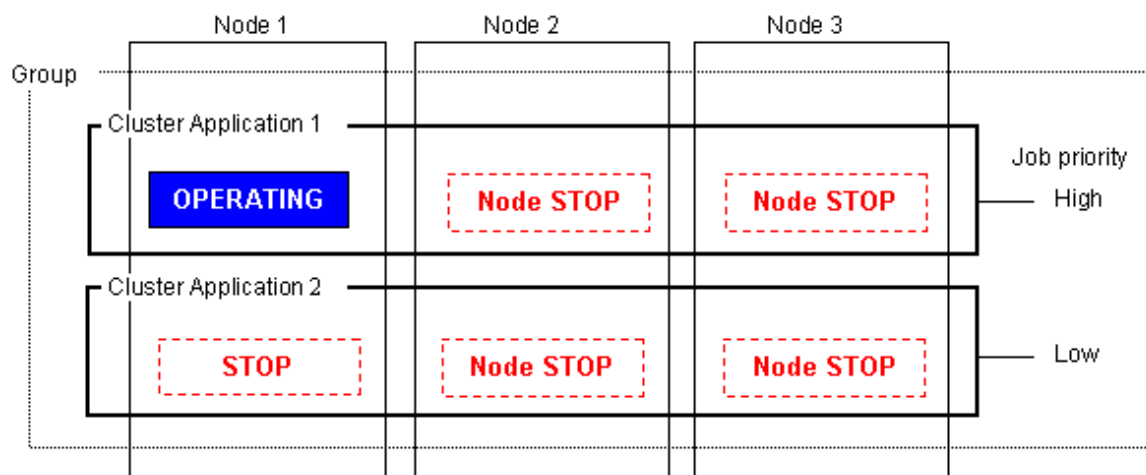 Node 1 Node 2 Node 3
Group
Cluster Application 1
Job priority
OPERATING Node STOP Node STOP High
Cluster Application 2
STOP Node STOP Node STOP Low